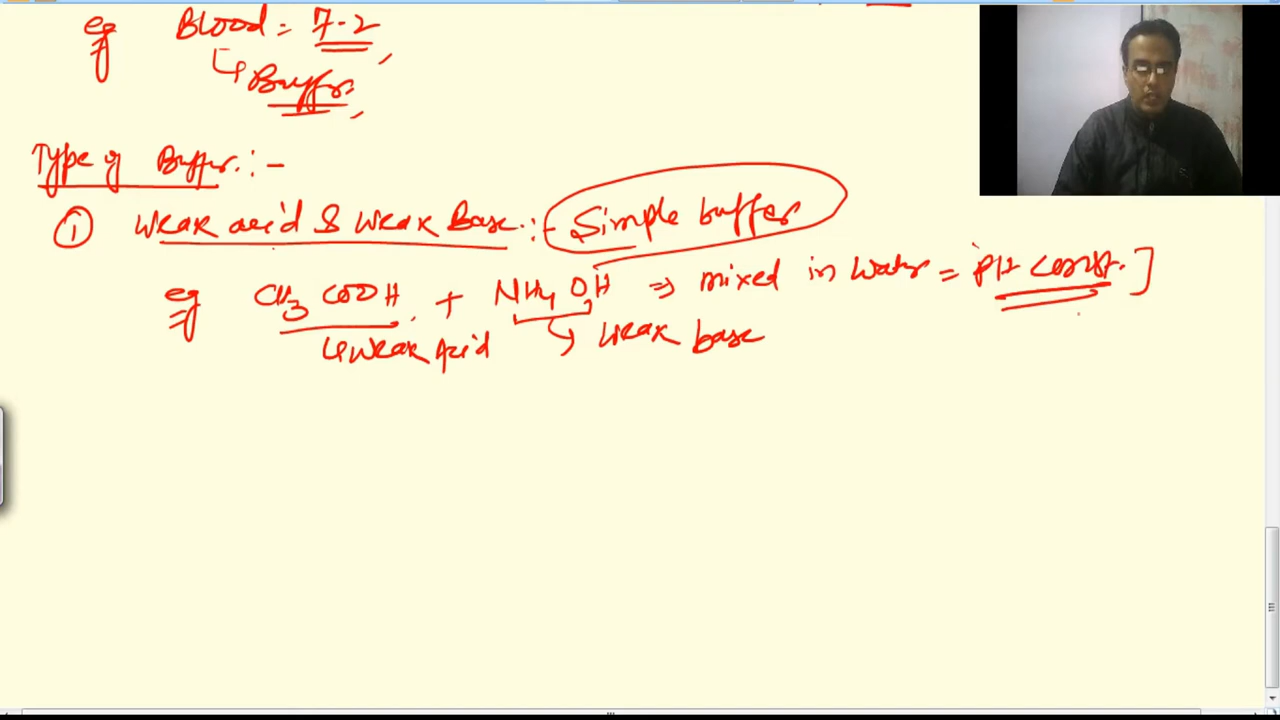 eg Blood = 7.2
↳ Buffer
Type of Buffer :-
① Weak acid & Weak Base :- Simple buffer
eg CH3COOH + NH4OH ⇒ mixed in water = PH const. ]
↳ Weak Acid → weak base